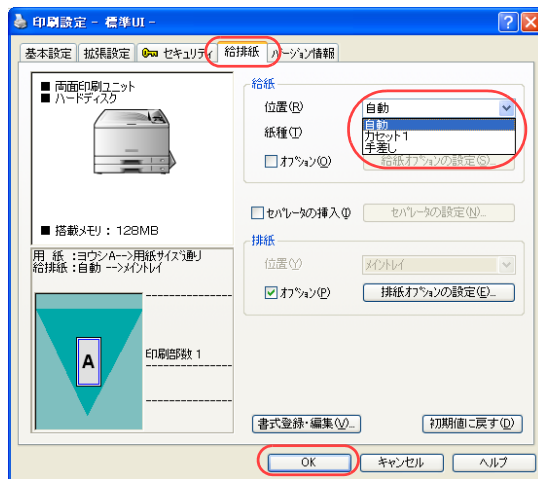 印刷設定 - 標準UI -
基本設定 拡張設定 セキュリティ 給排紙 バージョン情報
■ 両面印刷ユニット
■ ハードディスク
■ 搭載メモリ : 128MB
用 紙 :ヨウシA-->用紙サイズ通り
給排紙 :自動 -->メイントレイ
A
印刷部数 1
給紙
位置(R) 自動
自動
カセット1
手差し
紙種(T)
オプション(O) 給紙オプションの設定(S)...
セパレータの挿入(I) セパレータの設定(N)...
排紙
位置(Y) メイントレイ
オプション(P) 排紙オプションの設定(E)...
書式登録・編集(V)... 初期値に戻す(D)
OK キャンセル ヘルプ